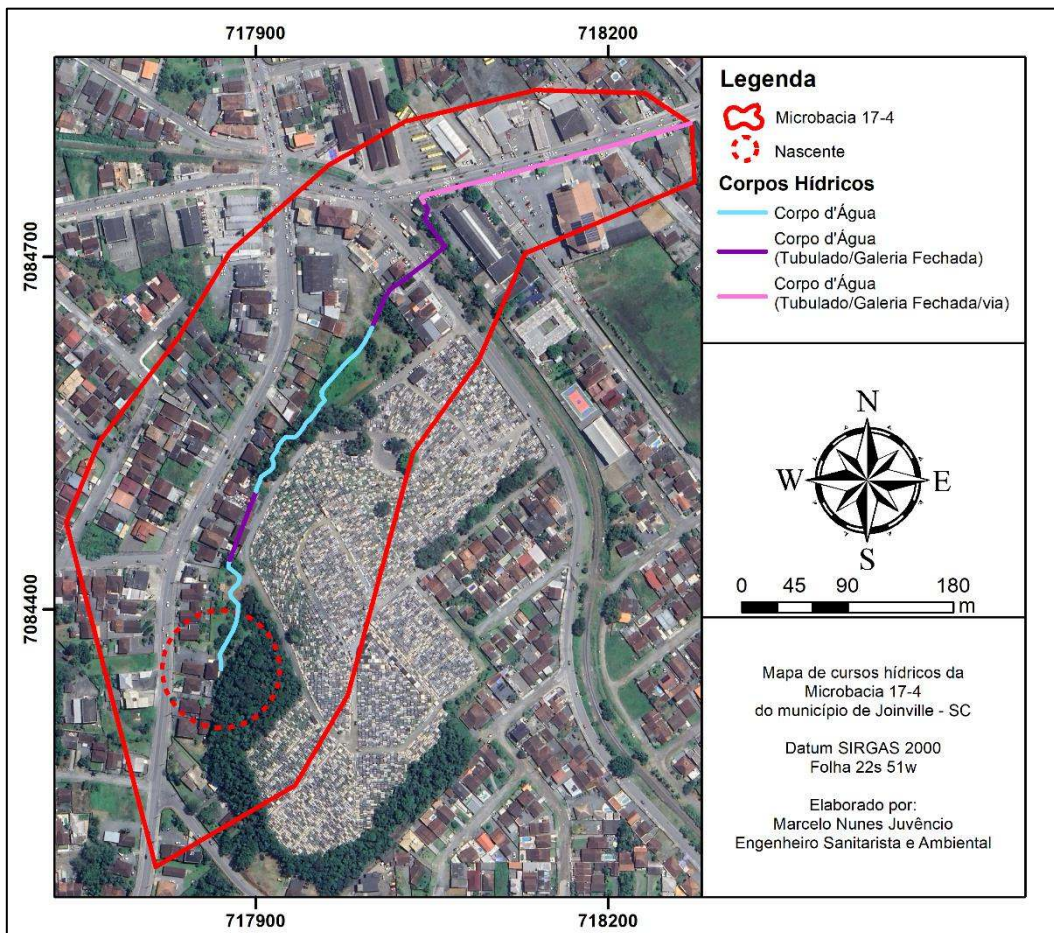 717900
718200
7084700
7084400
717900
718200
Legenda
Microbacia 17-4
Nascente
Corpos Hídricos
Corpo d'Água
Corpo d'Água
(Tubulado/Galeria Fechada)
Corpo d'Água
(Tubulado/Galeria Fechada/via)
N
W
E
S
0 45 90 180
m
Mapa de cursos hídricos da
Microbacia 17-4
do município de Joinville - SC
Datum SIRGAS 2000
Folha 22s 51w
Elaborado por:
Marcelo Nunes Juvêncio
Engenheiro Sanitarista e Ambiental